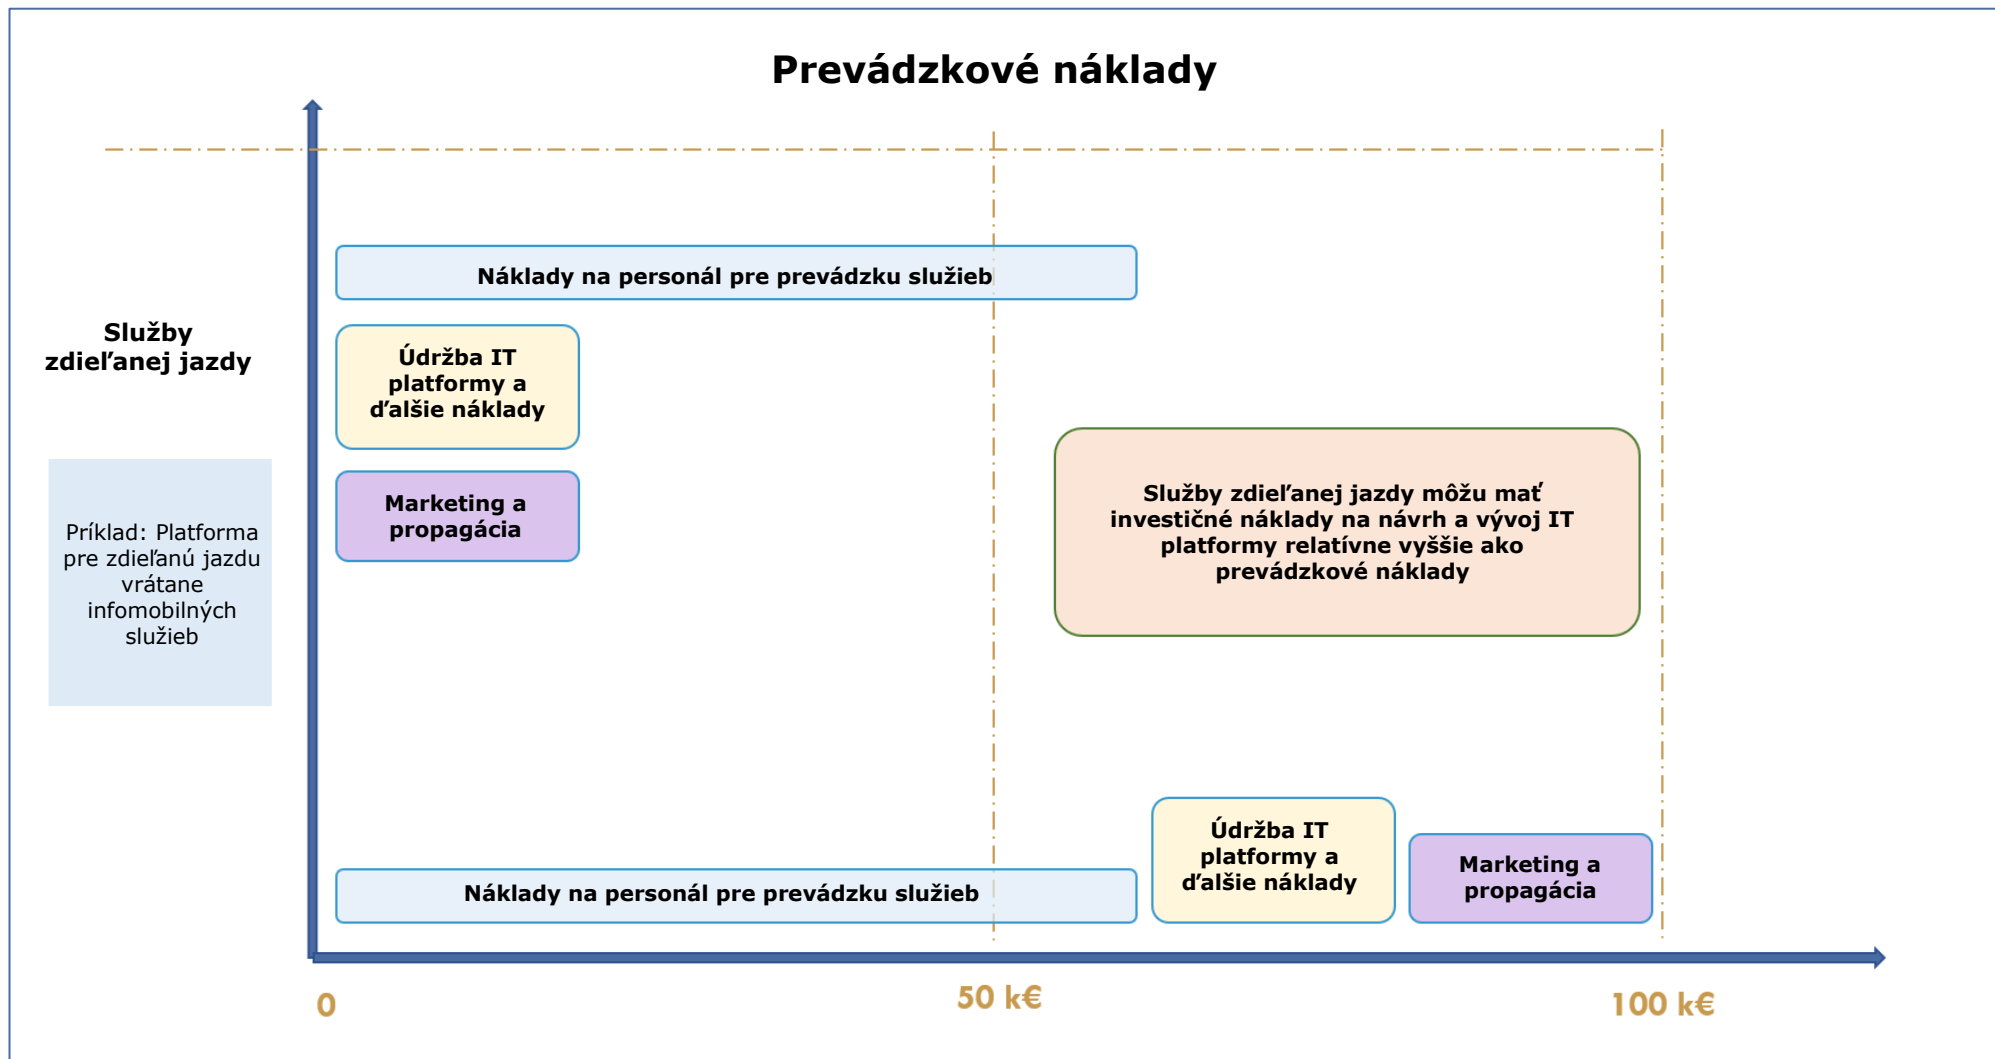 Prevádzkové náklady
Náklady na personál pre prevádzku služieb
Služby
zdieľanej jazdy
Údržba IT
platformy a
ďalšie náklady
Marketing a
propagácia
Príklad: Platforma
pre zdieľanú jazdu
vrátane
infomobilných
služieb
Služby zdieľanej jazdy môžu mať
investičné náklady na návrh a vývoj IT
platformy relatívne vyššie ako
prevádzkové náklady
Náklady na personál pre prevádzku služieb
Údržba IT
platformy a
ďalšie náklady
Marketing a
propagácia
0
50 k€
100 k€